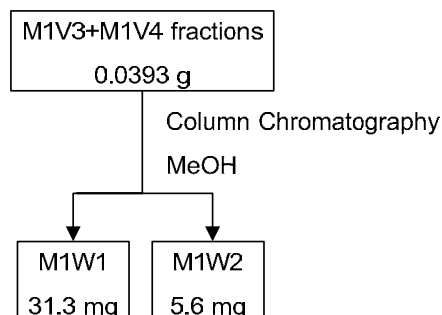 M1V3+M1V4 fractions
0.0393 g
Column Chromatography
MeOH
M1W1
31.3 mg
M1W2
5.6 mg